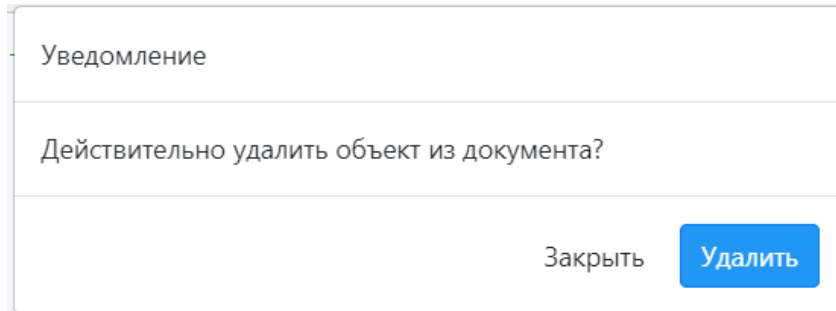 Уведомление
Действительно удалить объект из документа?
Закрыть Удалить